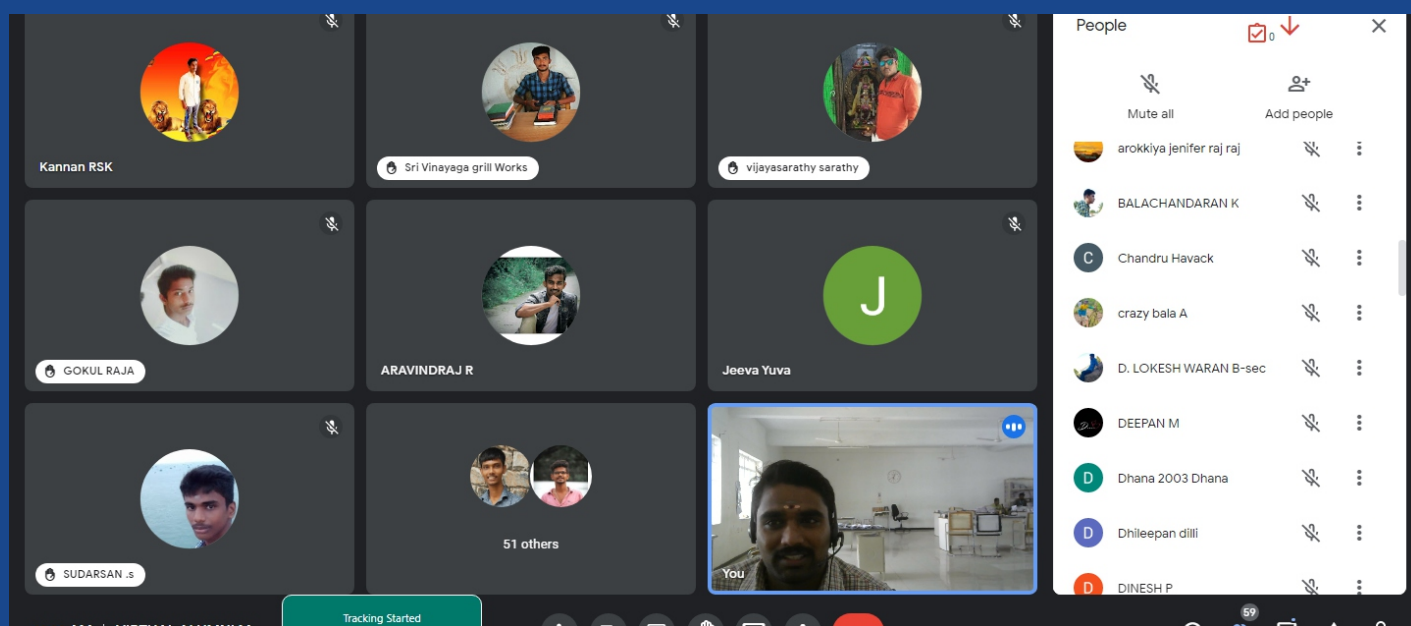 People
0
Mute all
Add people
Kannan RSK
Sri Vinayaga grill Works
vijayasarathy sarathy
GOKUL RAJA
ARAVINDRAJ R
J
Jeeva Yuva
SUDARSAN .s
51 others
You
arokkiya jenifer raj raj
BALACHANDARAN K
C
Chandru Havack
crazy bala A
D. LOKESH WARAN B-sec
DEEPAN M
D
Dhana 2003 Dhana
D
Dhileepan dilli
D
DINESH P
Tracking Started
59